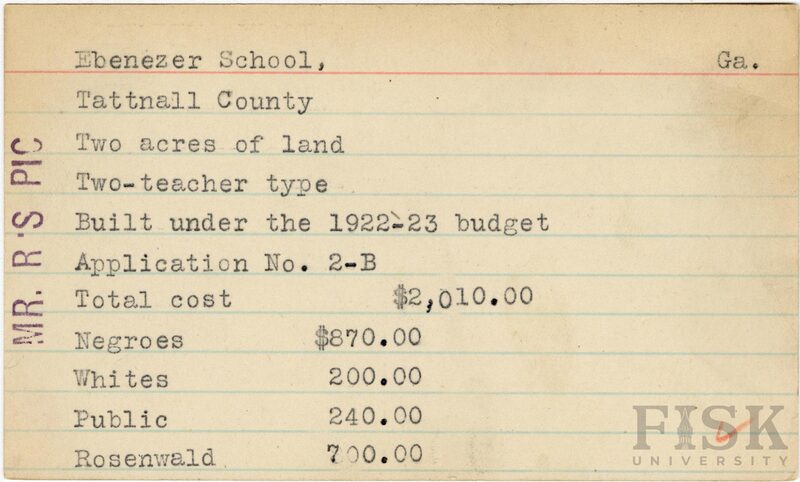 Ebenezer School, Ga.
Tattnall County
Two acres of land
Two-teacher type
Built under the 1922-23 budget
Application No. 2-B
Total cost $2,010.00
Negroes $870.00
Whites 200.00
Public 240.00
Rosenwald 700.00
MR. R'S PIC
FISK
UNIVERSITY